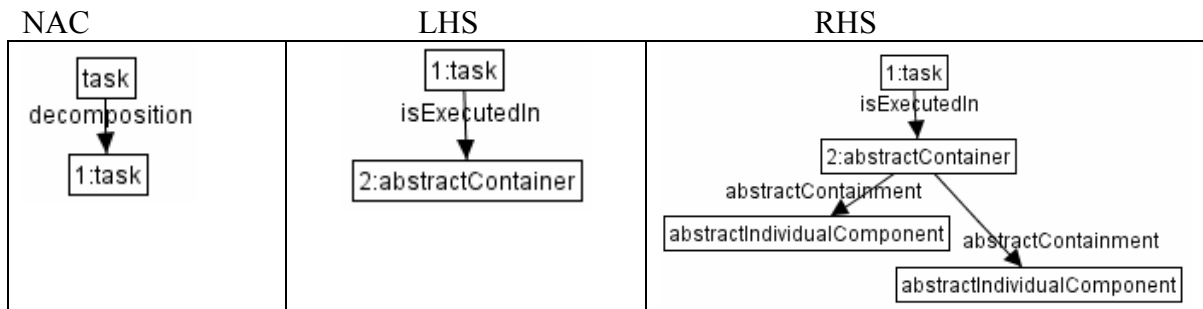 NAC
LHS
RHS
task
decomposition
1:task
1:task
isExecutedIn
2:abstractContainer
1:task
isExecutedIn
2:abstractContainer
abstractContainment
abstractIndividualComponent
abstractContainment
abstractIndividualComponent